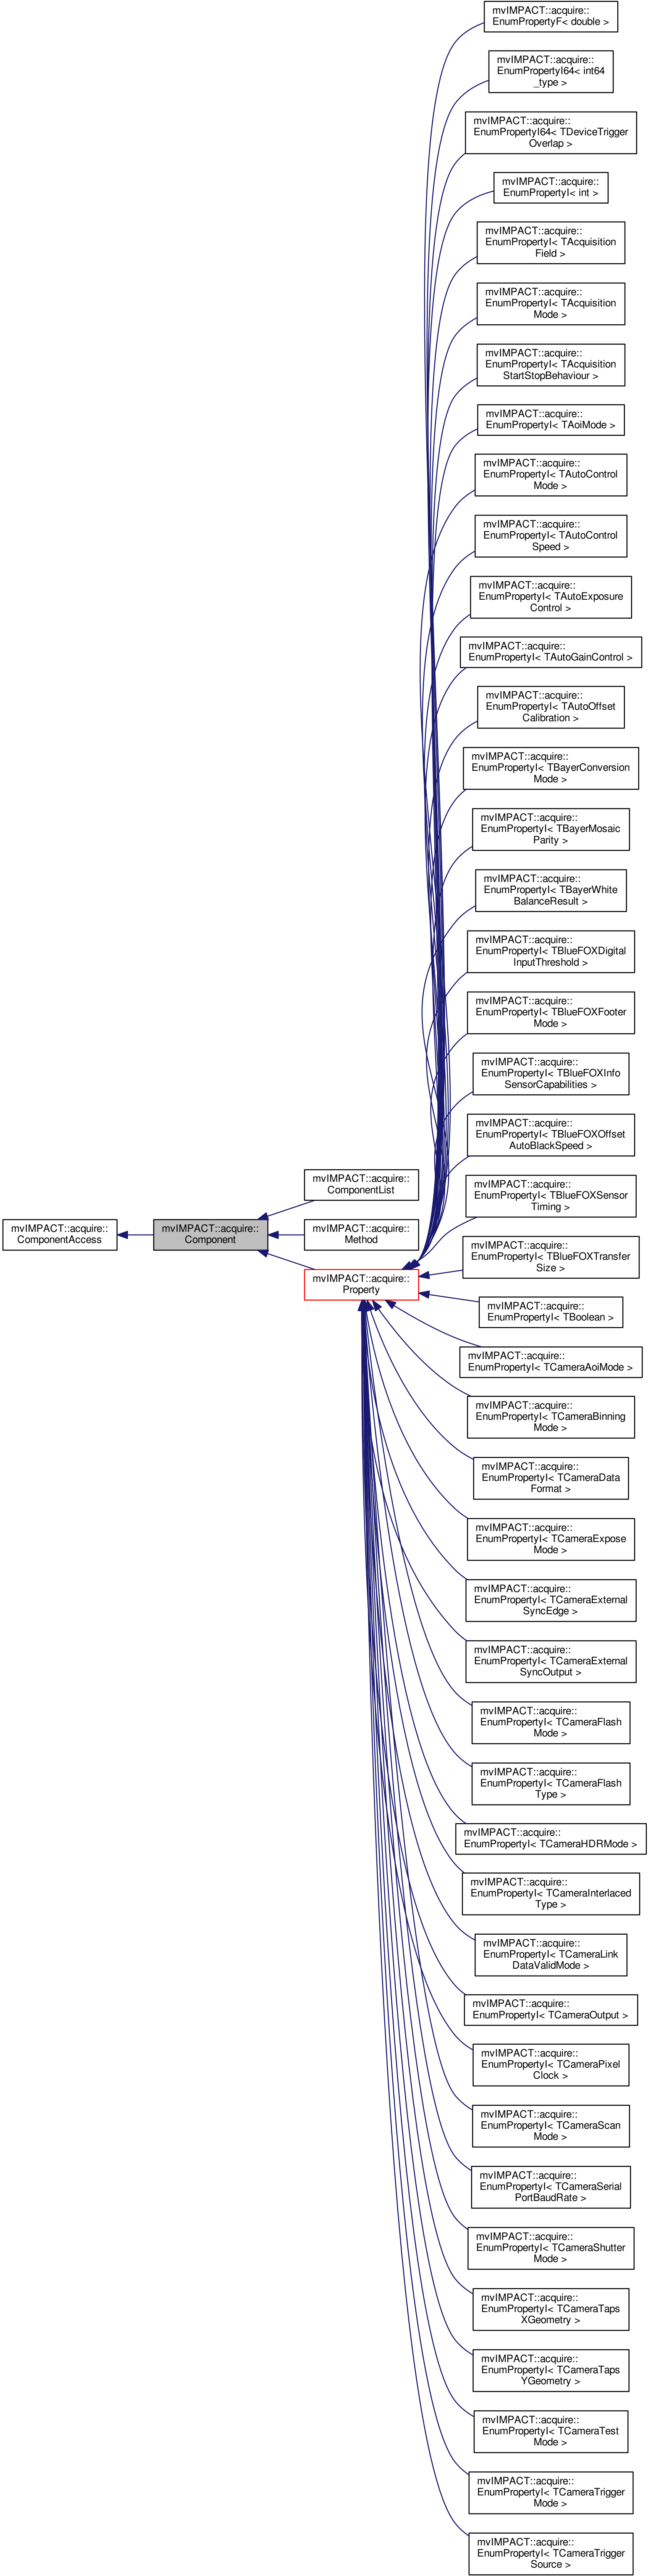 mvIMPACT::acquire::
EnumPropertyF< double >
mvIMPACT::acquire::
EnumPropertyI64< int64
_type >
mvIMPACT::acquire::
EnumPropertyI64< TDeviceTrigger
Overlap >
mvIMPACT::acquire::
EnumPropertyI< int >
mvIMPACT::acquire::
EnumPropertyI< TAcquisition
Field >
mvIMPACT::acquire::
EnumPropertyI< TAcquisition
Mode >
mvIMPACT::acquire::
EnumPropertyI< TAcquisition
StartStopBehaviour >
mvIMPACT::acquire::
EnumPropertyI< TAoiMode >
mvIMPACT::acquire::
EnumPropertyI< TAutoControl
Mode >
mvIMPACT::acquire::
EnumPropertyI< TAutoControl
Speed >
mvIMPACT::acquire::
EnumPropertyI< TAutoExposure
Control >
mvIMPACT::acquire::
EnumPropertyI< TAutoGainControl >
mvIMPACT::acquire::
EnumPropertyI< TAutoOffset
Calibration >
mvIMPACT::acquire::
EnumPropertyI< TBayerConversion
Mode >
mvIMPACT::acquire::
EnumPropertyI< TBayerMosaic
Parity >
mvIMPACT::acquire::
EnumPropertyI< TBayerWhite
BalanceResult >
mvIMPACT::acquire::
EnumPropertyI< TBlueFOXDigital
InputThreshold >
mvIMPACT::acquire::
EnumPropertyI< TBlueFOXFooter
Mode >
mvIMPACT::acquire::
EnumPropertyI< TBlueFOXInfo
SensorCapabilities >
mvIMPACT::acquire::
EnumPropertyI< TBlueFOXOffset
AutoBlackSpeed >
mvIMPACT::acquire::
ComponentList
mvIMPACT::acquire::
EnumPropertyI< TBlueFOXSensor
Timing >
mvIMPACT::acquire::
ComponentAccess
mvIMPACT::acquire::
Component
mvIMPACT::acquire::
Method
mvIMPACT::acquire::
EnumPropertyI< TBlueFOXTransfer
Size >
mvIMPACT::acquire::
Property
mvIMPACT::acquire::
EnumPropertyI< TBoolean >
mvIMPACT::acquire::
EnumPropertyI< TCameraAoiMode >
mvIMPACT::acquire::
EnumPropertyI< TCameraBinning
Mode >
mvIMPACT::acquire::
EnumPropertyI< TCameraData
Format >
mvIMPACT::acquire::
EnumPropertyI< TCameraExpose
Mode >
mvIMPACT::acquire::
EnumPropertyI< TCameraExternal
SyncEdge >
mvIMPACT::acquire::
EnumPropertyI< TCameraExternal
SyncOutput >
mvIMPACT::acquire::
EnumPropertyI< TCameraFlash
Mode >
mvIMPACT::acquire::
EnumPropertyI< TCameraFlash
Type >
mvIMPACT::acquire::
EnumPropertyI< TCameraHDRMode >
mvIMPACT::acquire::
EnumPropertyI< TCameraInterlaced
Type >
mvIMPACT::acquire::
EnumPropertyI< TCameraLink
DataValidMode >
mvIMPACT::acquire::
EnumPropertyI< TCameraOutput >
mvIMPACT::acquire::
EnumPropertyI< TCameraPixel
Clock >
mvIMPACT::acquire::
EnumPropertyI< TCameraScan
Mode >
mvIMPACT::acquire::
EnumPropertyI< TCameraSerial
PortBaudRate >
mvIMPACT::acquire::
EnumPropertyI< TCameraShutter
Mode >
mvIMPACT::acquire::
EnumPropertyI< TCameraTaps
XGeometry >
mvIMPACT::acquire::
EnumPropertyI< TCameraTaps
YGeometry >
mvIMPACT::acquire::
EnumPropertyI< TCameraTest
Mode >
mvIMPACT::acquire::
EnumPropertyI< TCameraTrigger
Mode >
mvIMPACT::acquire::
EnumPropertyI< TCameraTrigger
Source >